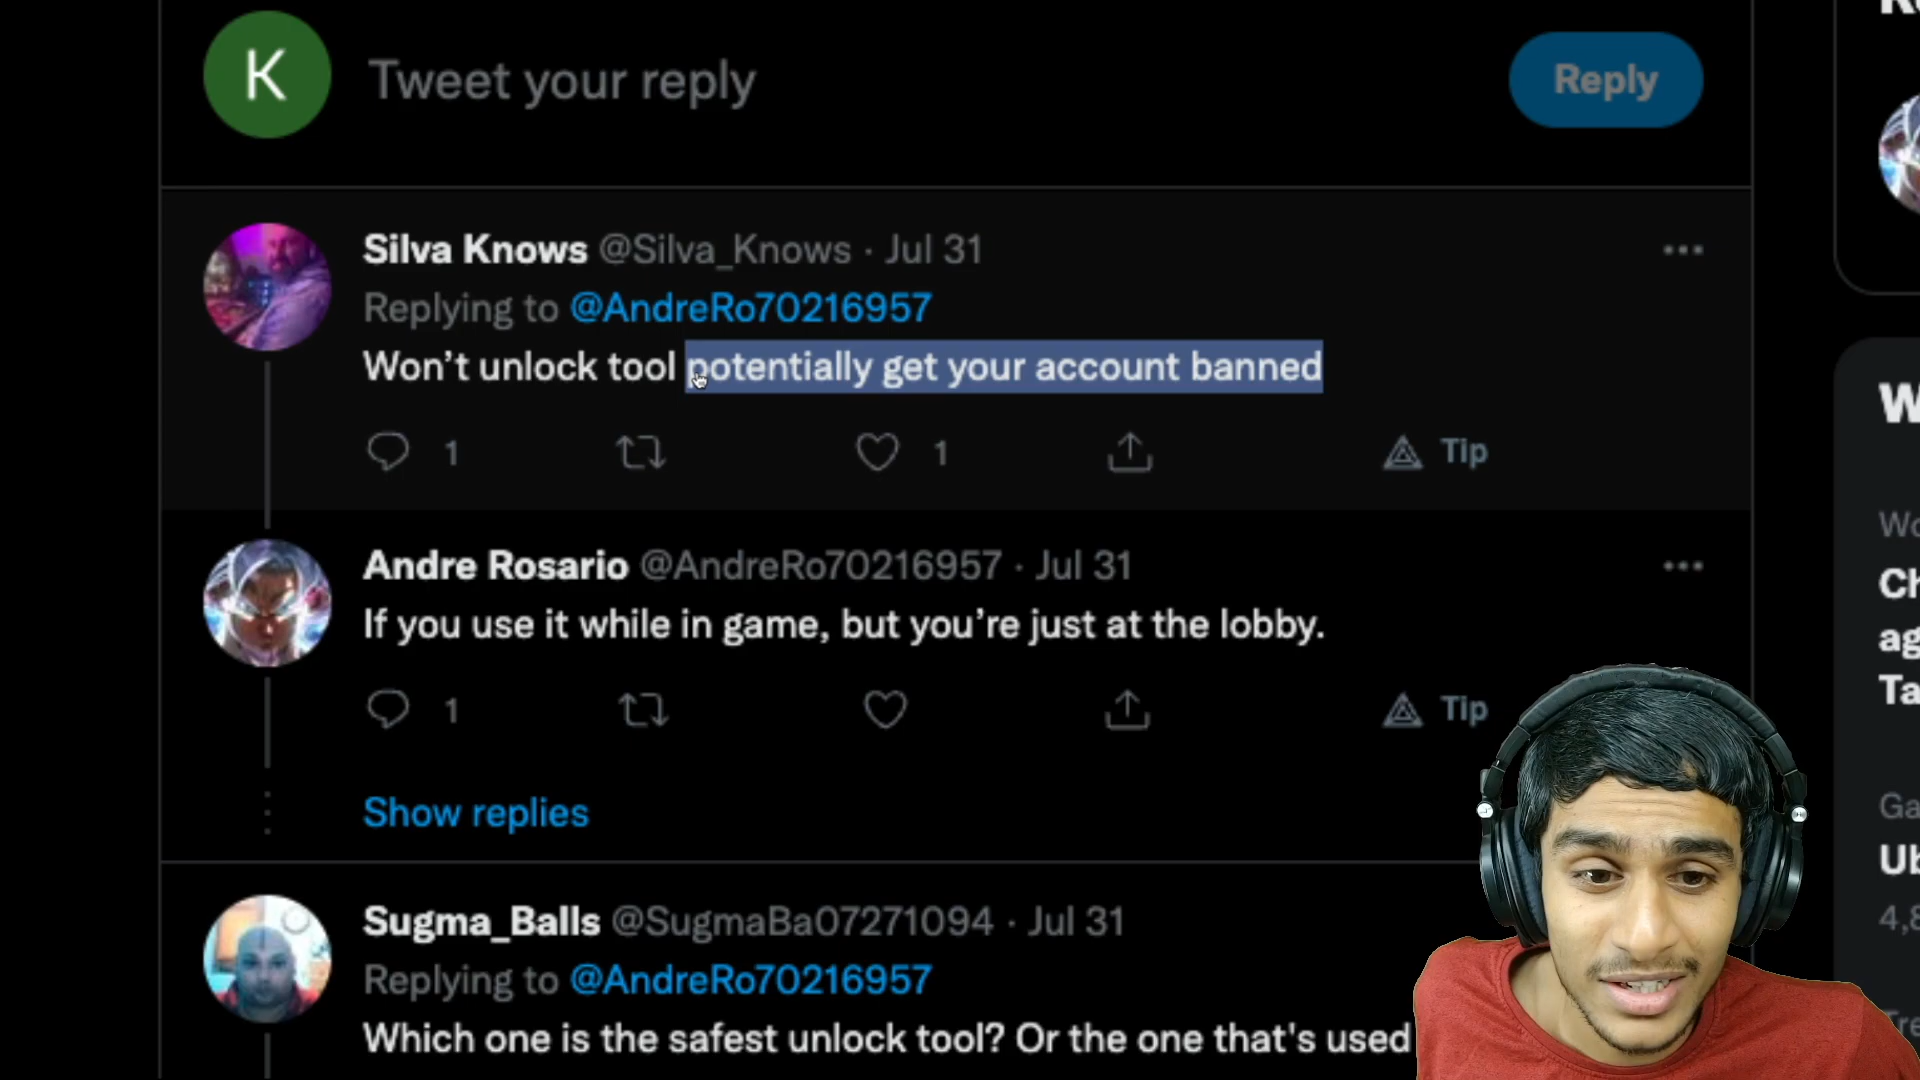 K
Tweet your reply
Reply
Silva Knows @Silva_Knows · Jul 31
Replying to @AndreRo70216957
Won't unlock tool potentially get your account banned
1
1
Tip
Andre Rosario @AndreRo70216957 · Jul 31
If you use it while in game, but you're just at the lobby.
1
Tip
Show replies
Sugma_Balls @SugmaBa07271094 · Jul 31
Replying to @AndreRo70216957
Which one is the safest unlock tool? Or the one that's used